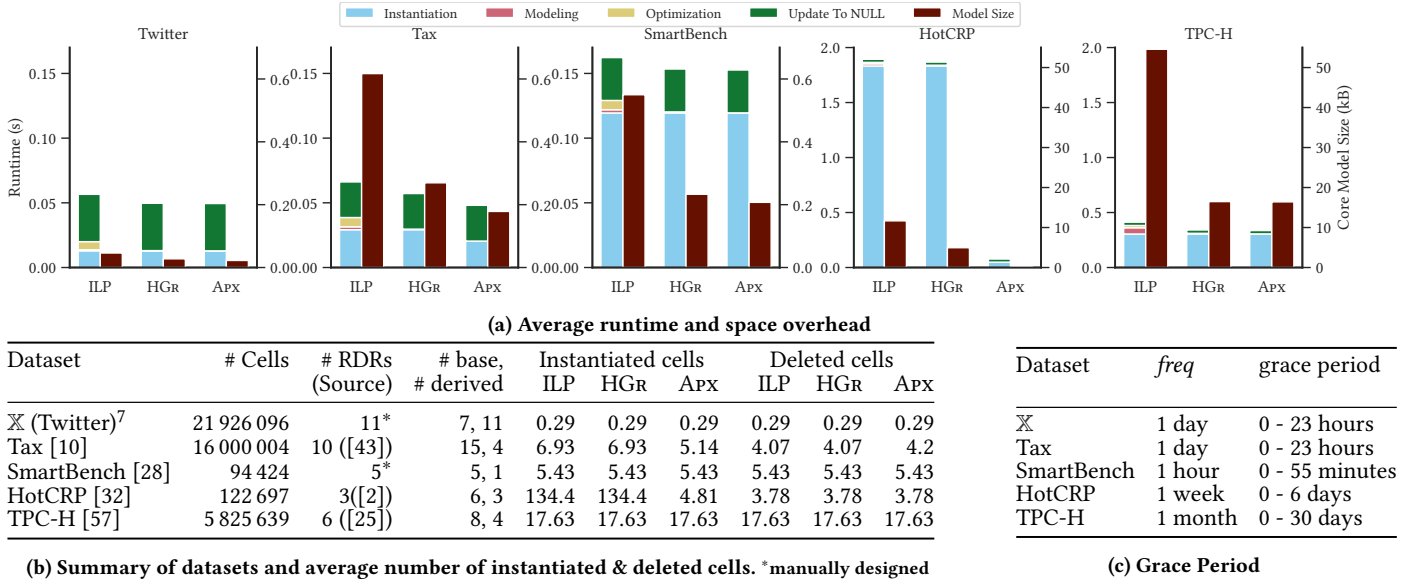 Instantiation Modeling Optimization Update To NULL Model Size
Twitter Tax SmartBench HotCRP TPC-H
Runtime (s)
0.15
0.10
0.05
0.00
ILP HGR APX
0.6
0.4
0.2
0.0
0.15
0.10
0.05
0.00
ILP HGR APX
0.6
0.4
0.2
0.0
0.15
0.10
0.05
0.00
ILP HGR APX
0.6
0.4
0.2
0.0
2.0
1.5
1.0
0.5
0.0
ILP HGR APX
50
40
30
20
10
0
2.0
1.5
1.0
0.5
0.0
ILP HGR APX
50
40
30
20
10
0
Core Model Size (kB)
(a) Average runtime and space overhead
Dataset # Cells # RDRs # base, Instantiated cells Deleted cells
(Source) # derived ILP HGR APX ILP HGR APX
𝕏 (Twitter)7 21 926 096 11* 7, 11 0.29 0.29 0.29 0.29 0.29 0.29
Tax [10] 16 000 004 10 ([43]) 15, 4 6.93 6.93 5.14 4.07 4.07 4.2
SmartBench [28] 94 424 5* 5, 1 5.43 5.43 5.43 5.43 5.43 5.43
HotCRP [32] 122 697 3([2]) 6, 3 134.4 134.4 4.81 3.78 3.78 3.78
TPC-H [57] 5 825 639 6 ([25]) 8, 4 17.63 17.63 17.63 17.63 17.63 17.63
(b) Summary of datasets and average number of instantiated & deleted cells. *manually designed
Dataset freq grace period
𝕏 1 day 0 - 23 hours
Tax 1 day 0 - 23 hours
SmartBench 1 hour 0 - 55 minutes
HotCRP 1 week 0 - 6 days
TPC-H 1 month 0 - 30 days
(c) Grace Period